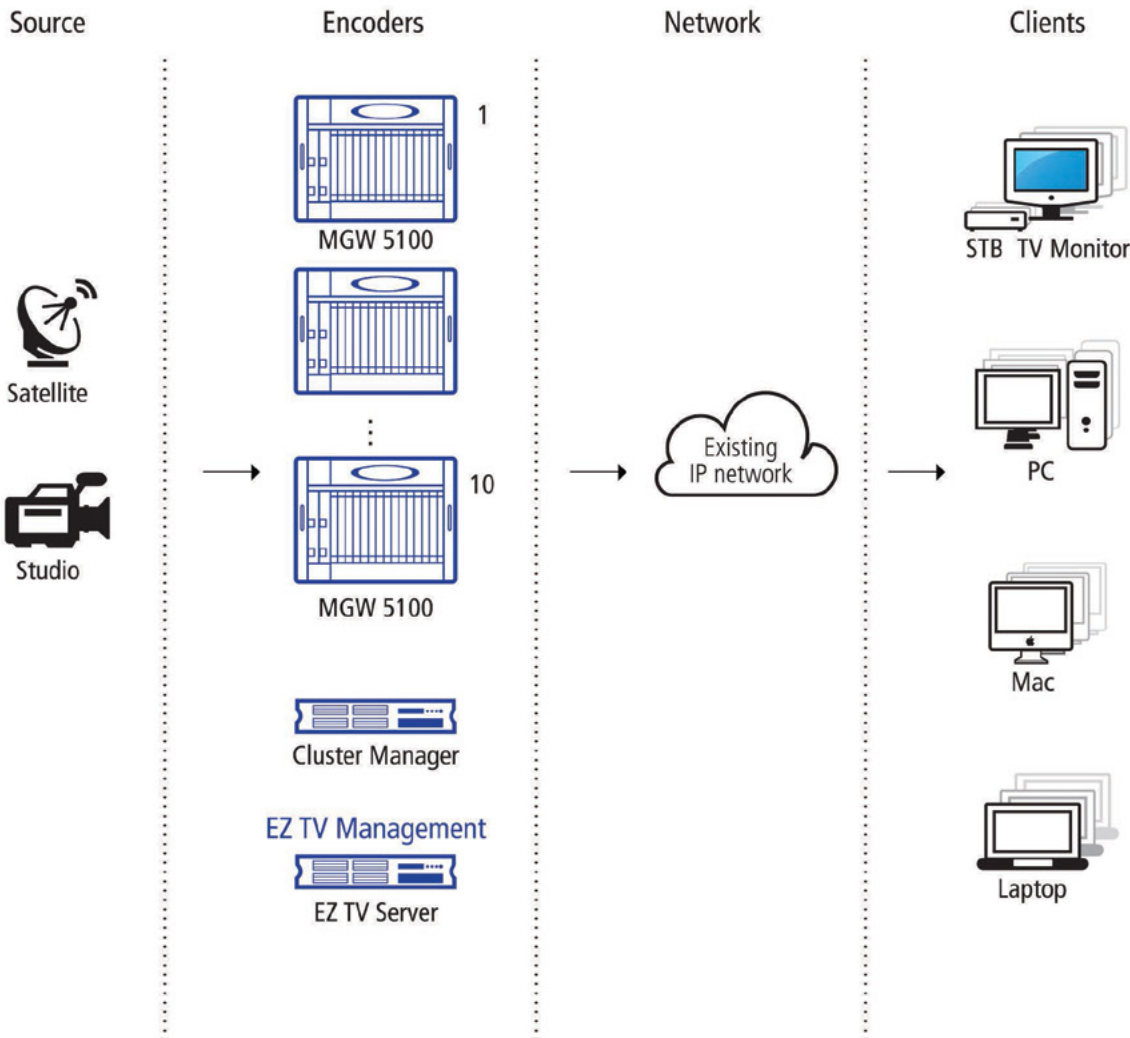 Source
Encoders
Network
Clients
1
MGW 5100
10
MGW 5100
Cluster Manager
EZ TV Management
EZ TV Server
Satellite
Studio
Existing
IP network
STB TV Monitor
PC
Mac
Laptop